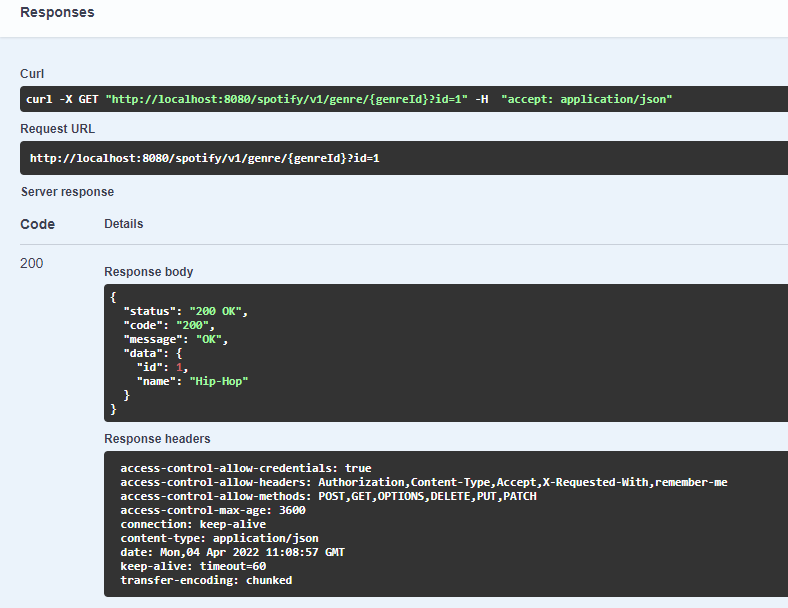 Responses
Curl
curl -X GET "http://localhost:8080/spotify/v1/genre/{genreId}?id=1" -H  "accept: application/json"
Request URL
http://localhost:8080/spotify/v1/genre/{genreId}?id=1
Server response
Code Details
200
Response body
{
  "status": "200 OK",
  "code": "200",
  "message": "OK",
  "data": {
    "id": 1,
    "name": "Hip-Hop"
  }
}
Response headers
access-control-allow-credentials: true
access-control-allow-headers: Authorization,Content-Type,Accept,X-Requested-With,remember-me
access-control-allow-methods: POST,GET,OPTIONS,DELETE,PUT,PATCH
access-control-max-age: 3600
connection: keep-alive
content-type: application/json
date: Mon,04 Apr 2022 11:08:57 GMT
keep-alive: timeout=60
transfer-encoding: chunked